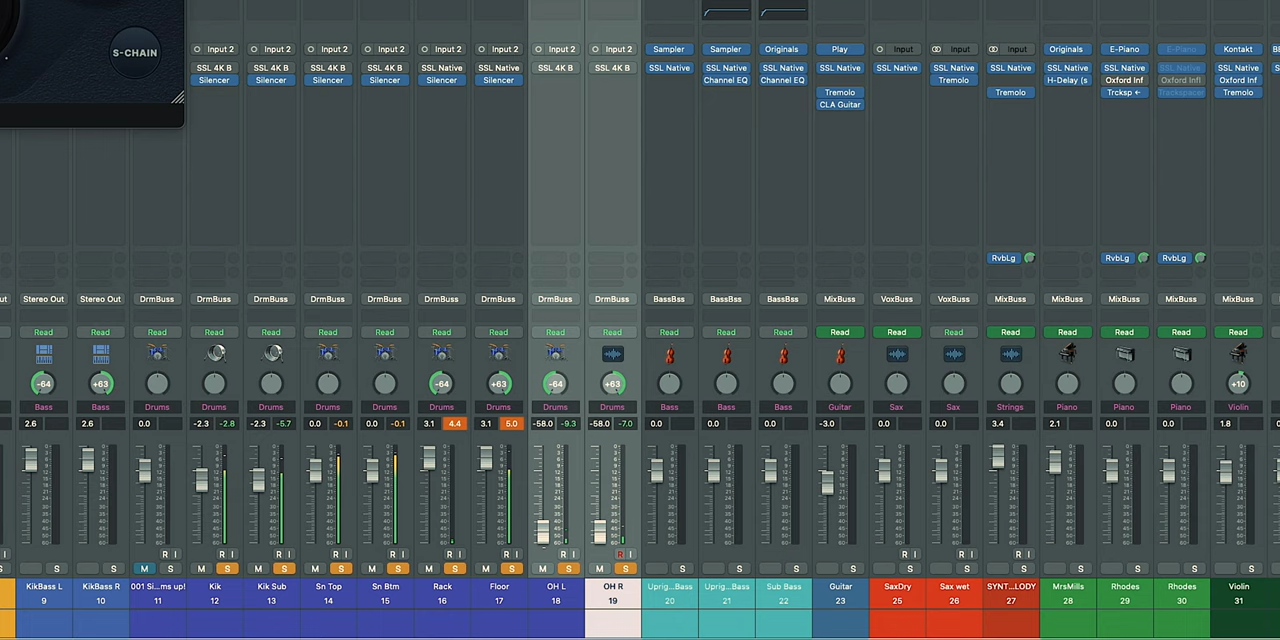 S-CHAIN
Input 2 Input 2 Input 2 Input 2 Input 2 Input 2 Input 2 Input 2 Sampler Sampler Originals Play Input Input Input Originals E-Piano E-Piano Kontakt
SSL 4K B SSL 4K B SSL 4K B SSL 4K B SSL Native SSL Native SSL 4K B SSL 4K B SSL Native SSL Native SSL Native SSL Native SSL Native SSL Native SSL Native SSL Native SSL Native SSL Native SSL Native
Silencer Silencer Silencer Silencer Silencer Silencer Channel EQ Channel EQ Tremolo H-Delay (s Oxford Inf Oxford Infl Oxford Inf
Tremolo Tremolo Trcksp ← Trackspacer Tremolo
CLA Guitar
RvbLg RvbLg RvbLg
ut Stereo Out Stereo Out DrmBuss DrmBuss DrmBuss DrmBuss DrmBuss DrmBuss DrmBuss DrmBuss DrmBuss BassBss BassBss BassBss MixBuss VoxBuss VoxBuss MixBuss MixBuss MixBuss MixBuss MixBuss
Read Read Read Read Read Read Read Read Read Read Read Read Read Read Read Read Read Read Read Read Read Read
-64 +63 -64 +63 -64 +63 +10
Bass Bass Drums Drums Drums Drums Drums Drums Drums Drums Drums Bass Bass Bass Guitar Sax Sax Strings Piano Piano Piano Violin
2.6 2.6 0.0 -2.3 -2.8 -2.3 -5.7 0.0 -0.1 0.0 -0.1 3.1 4.4 3.1 5.0 -58.0 -9.3 -58.0 -7.0 0.0 0.0 0.0 -3.0 0.0 0.0 3.4 2.1 0.0 0.0 1.8
R I R I R I R I R I R I R I R I R I R I R I R I
S S S M S M S M S M S M S M S M S M S M S S S S S S S S S S S S
KikBass L KikBass R 001 Si...ms up! Kik Kik Sub Sn Top Sn Btm Rack Floor OH L OH R Uprig...Bass Uprig...Bass Sub Bass Guitar SaxDry Sax wet SYNT...LODY MrsMills Rhodes Rhodes Violin
9 10 11 12 13 14 15 16 17 18 19 20 21 22 23 25 26 27 28 29 30 31